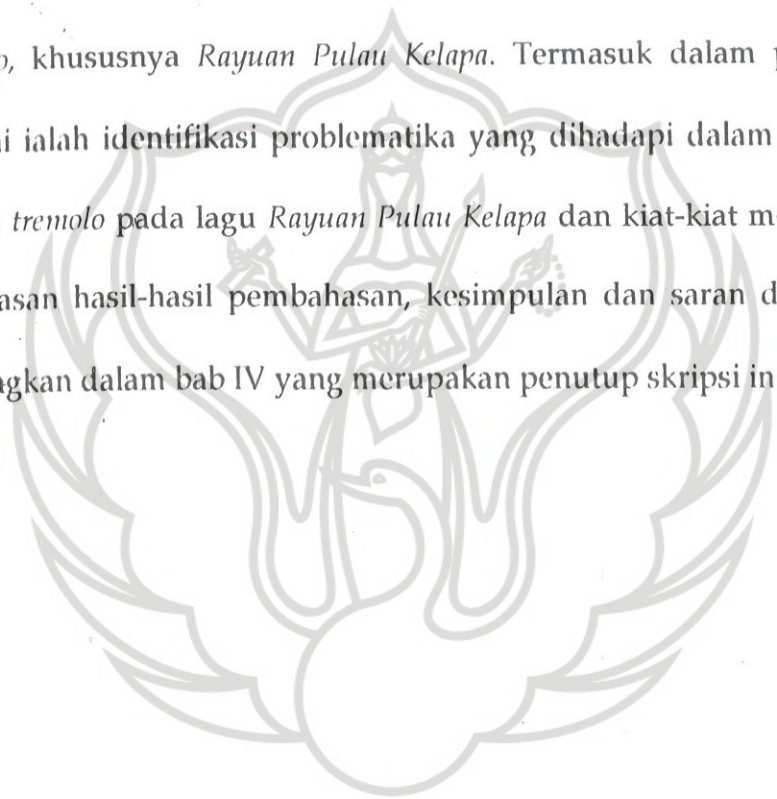 khususnya Rayuan Pulau Kelapa. Termasuk dalam
ialah identifikasi problematika yang dihadapi dalam
tremolo pada lagu Rayuan Pulau Kelapa dan kiat-kiat
hasil-hasil pembahasan, kesimpulan dan saran
dalam bab IV yang merupakan penutup skripsi in